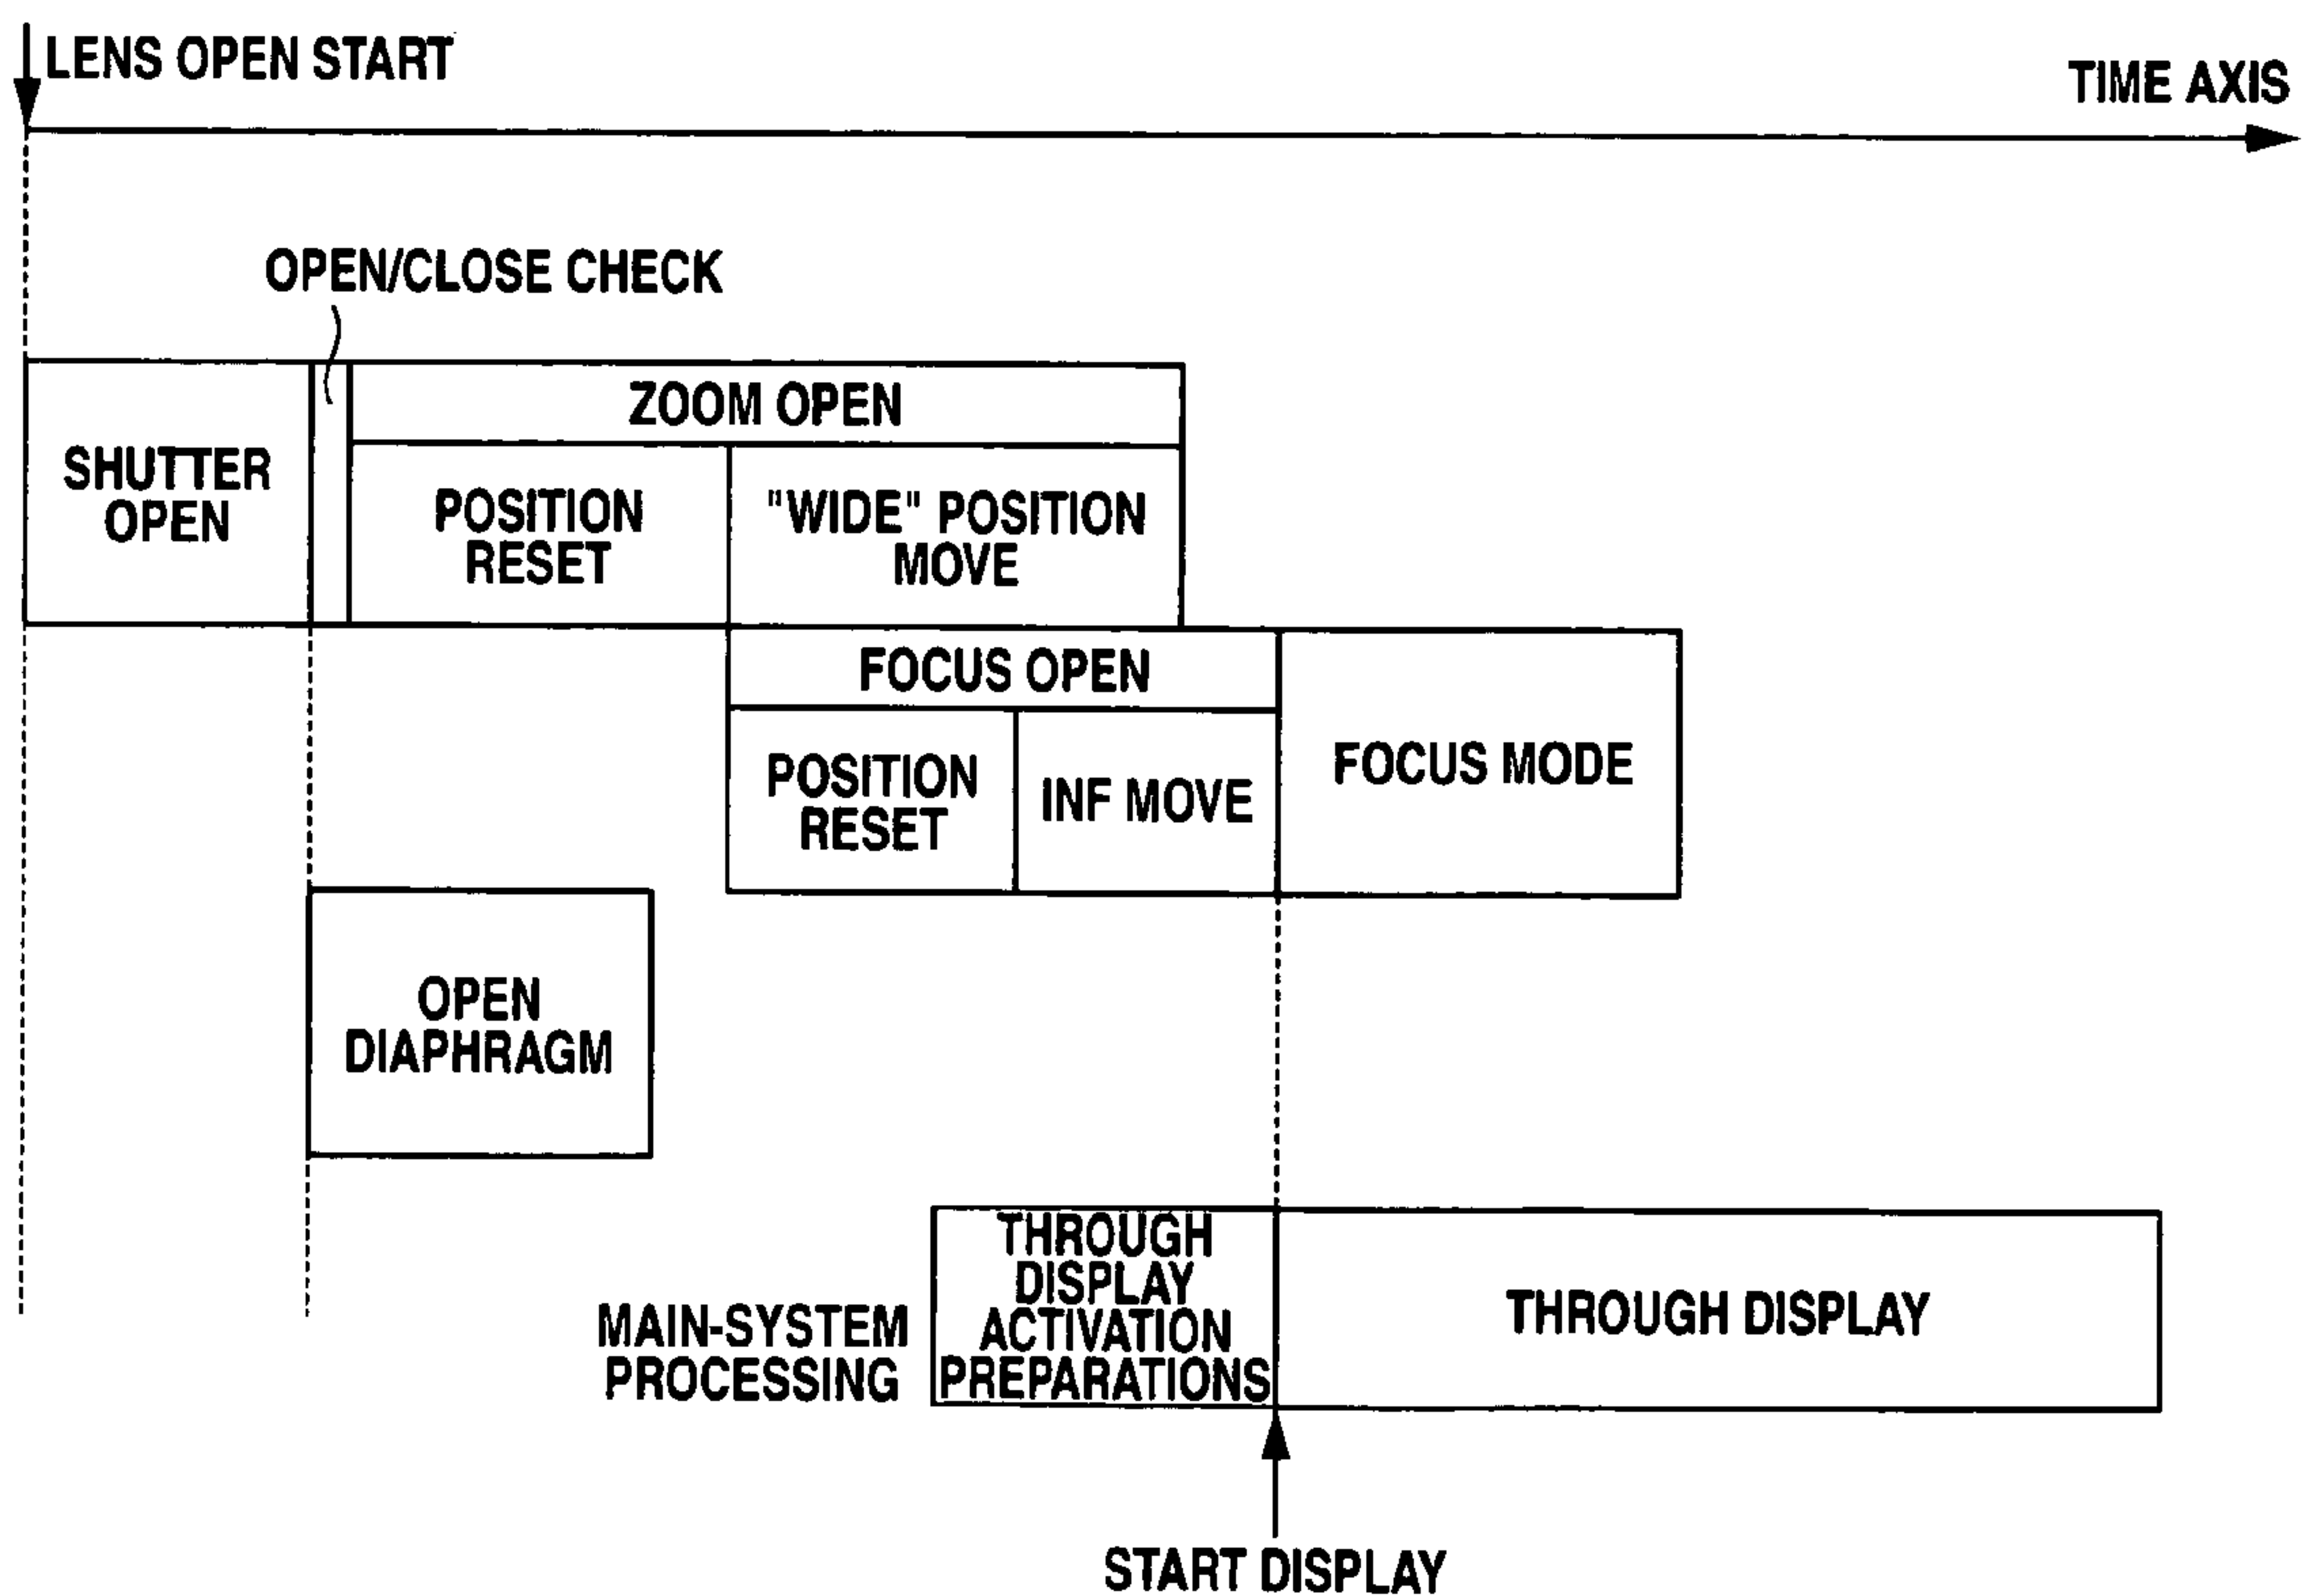 LENS OPEN START
TIME AXIS
OPEN/CLOSE CHECK
ZOOM OPEN
SHUTTER
OPEN
POSITION
RESET
"WIDE" POSITION
MOVE
FOCUS OPEN
POSITION
RESET
INF MOVE
FOCUS MODE
OPEN
DIAPHRAGM
MAIN-SYSTEM
PROCESSING
THROUGH
DISPLAY
ACTIVATION
PREPARATIONS
THROUGH DISPLAY
START DISPLAY